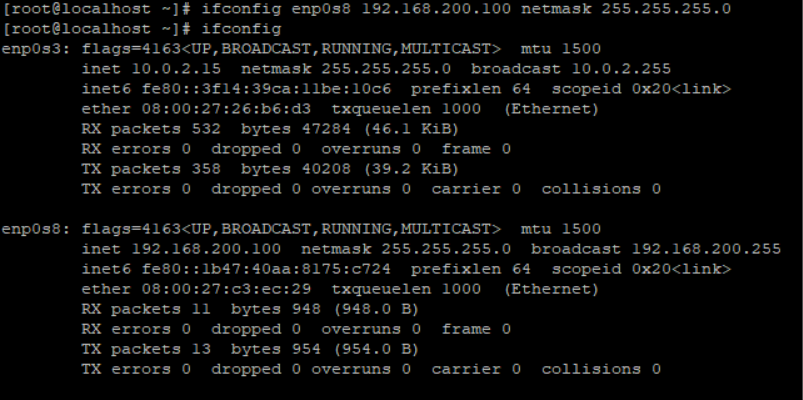 [root@localhost ~]# ifconfig enp0s8 192.168.200.100 netmask 255.255.255.0
[root@localhost ~]# ifconfig
enp0s3: flags=4163<UP,BROADCAST,RUNNING,MULTICAST>  mtu 1500
        inet 10.0.2.15  netmask 255.255.255.0  broadcast 10.0.2.255
        inet6 fe80::3f14:39ca:11be:10c6  prefixlen 64  scopeid 0x20<link>
        ether 08:00:27:26:b6:d3  txqueuelen 1000  (Ethernet)
        RX packets 532  bytes 47284 (46.1 KiB)
        RX errors 0  dropped 0  overruns 0  frame 0
        TX packets 358  bytes 40208 (39.2 KiB)
        TX errors 0  dropped 0 overruns 0  carrier 0  collisions 0

enp0s8: flags=4163<UP,BROADCAST,RUNNING,MULTICAST>  mtu 1500
        inet 192.168.200.100  netmask 255.255.255.0  broadcast 192.168.200.255
        inet6 fe80::1b47:40aa:8175:c724  prefixlen 64  scopeid 0x20<link>
        ether 08:00:27:c3:ec:29  txqueuelen 1000  (Ethernet)
        RX packets 11  bytes 948 (948.0 B)
        RX errors 0  dropped 0  overruns 0  frame 0
        TX packets 13  bytes 954 (954.0 B)
        TX errors 0  dropped 0 overruns 0  carrier 0  collisions 0